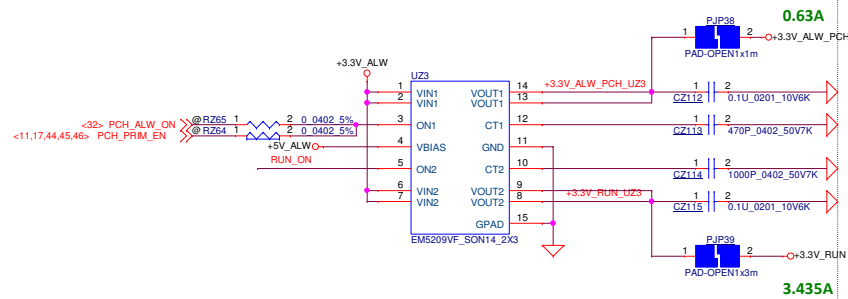 0.63A
PJP38
1 2
+3.3V_ALW_PCH
PAD-OPEN1x1m
+3.3V_ALW
UZ3
1 VIN1 VOUT1 14 +3.3V_ALW_PCH_UZ3
2 VIN1 VOUT1 13
1 2
CZ112 0.1U_0201_10V6K
<32> PCH_ALW_ON @ RZ65 1 2 0_0402_5%
<11,17,44,45,46> PCH_PRIM_EN @ RZ64 1 2 0_0402_5%
3 ON1 CT1 12
1 2
CZ113 470P_0402_50V7K
+5V_ALW 4 VBIAS GND 11
RUN_ON 5 ON2 CT2 10
1 2
CZ114 1000P_0402_50V7K
6 VIN2 VOUT2 9
7 VIN2 VOUT2 8 +3.3V_RUN_UZ3
1 2
CZ115 0.1U_0201_10V6K
GPAD 15
EM5209VF_SON14_2X3
PJP39
1 2
+3.3V_RUN
PAD-OPEN1x3m
3.435A